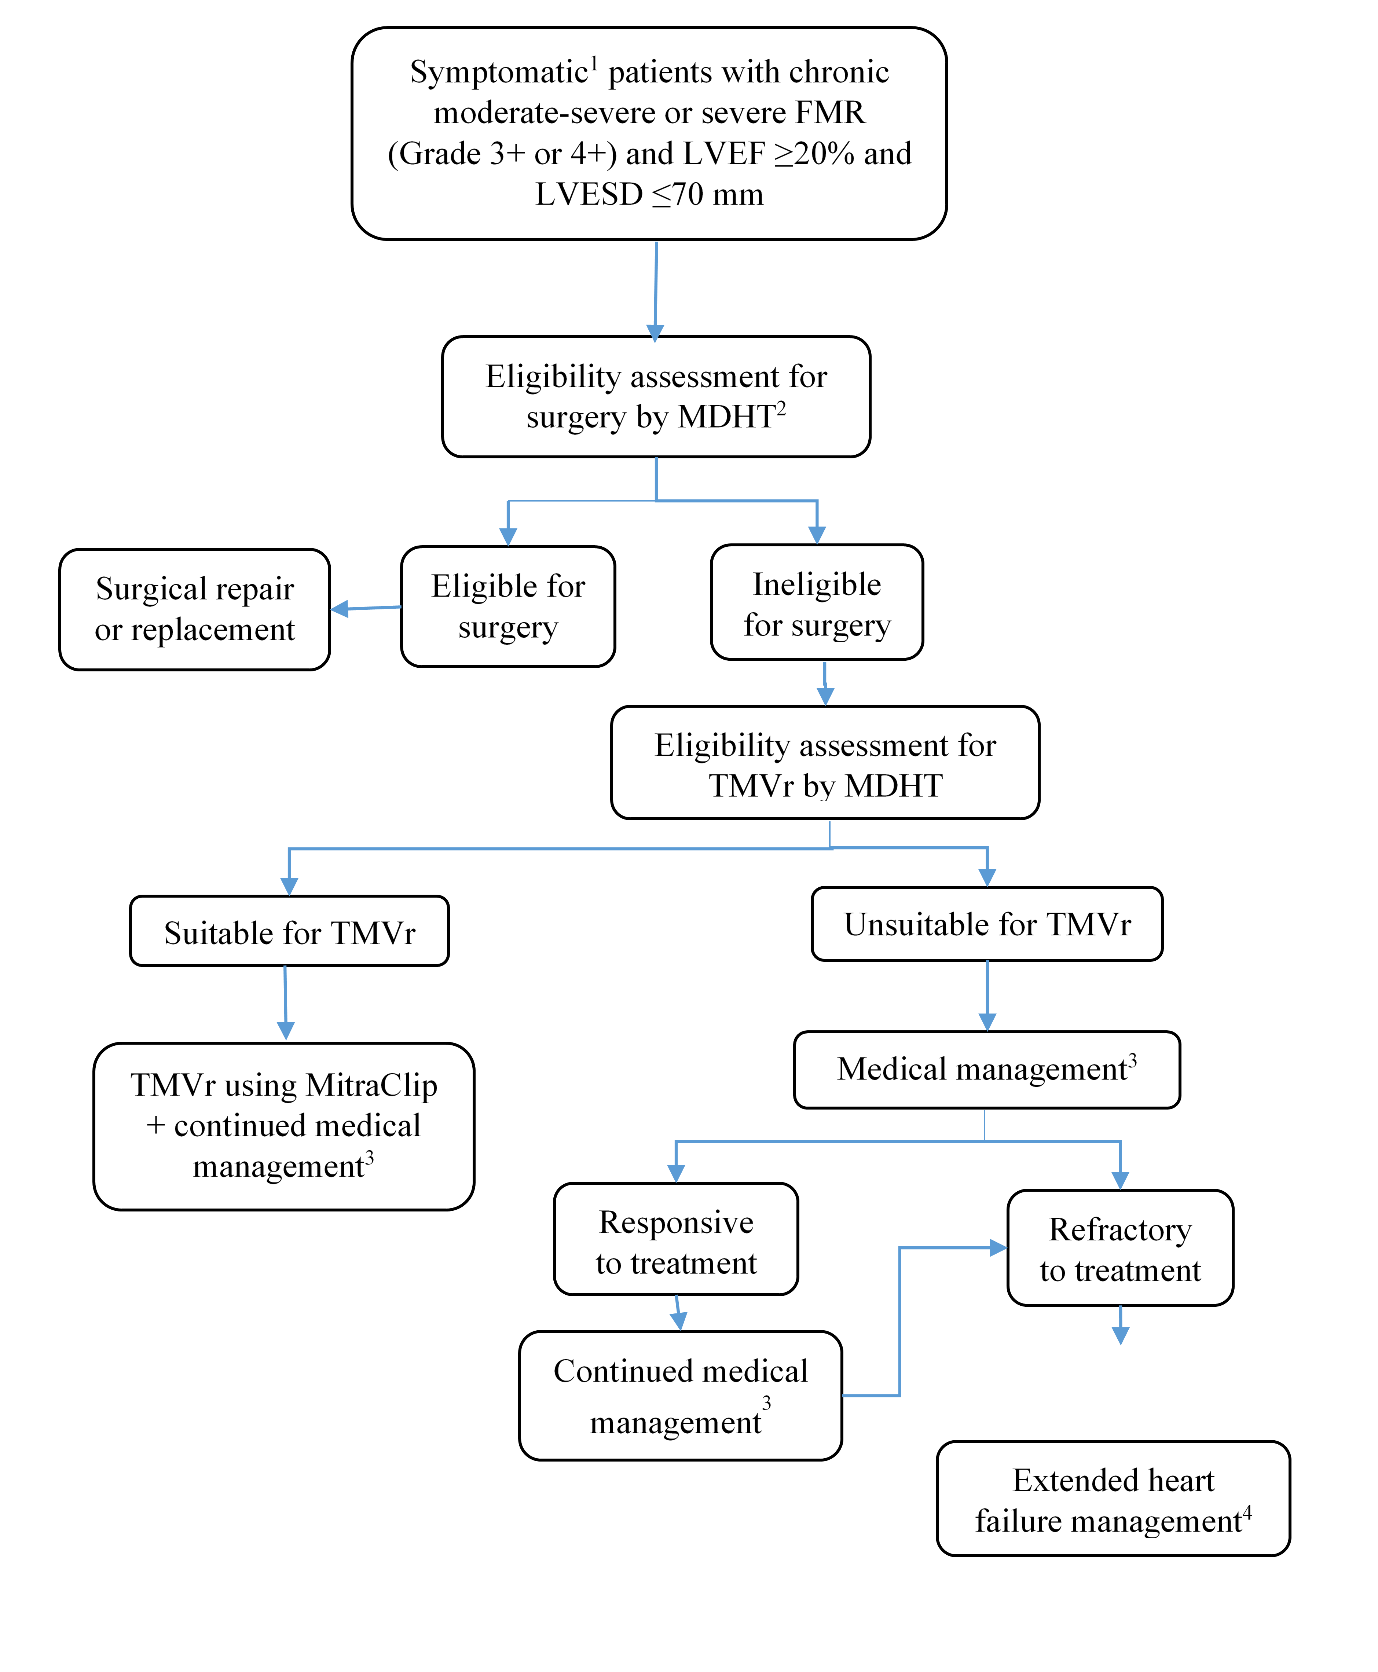 Symptomatic¹ patients with chronic
moderate-severe or severe FMR
(Grade 3+ or 4+) and LVEF ≥20% and
LVESD ≤70 mm
Eligibility assessment for
surgery by MDHT²
Surgical repair
or replacement
Eligible for
surgery
Ineligible
for surgery
Eligibility assessment for
TMVr by MDHT
Suitable for TMVr
Unsuitable for TMVr
TMVr using MitraClip
+ continued medical
management³
Medical management³
Responsive
to treatment
Refractory
to treatment
Continued medical
management³
Extended heart
failure management⁴